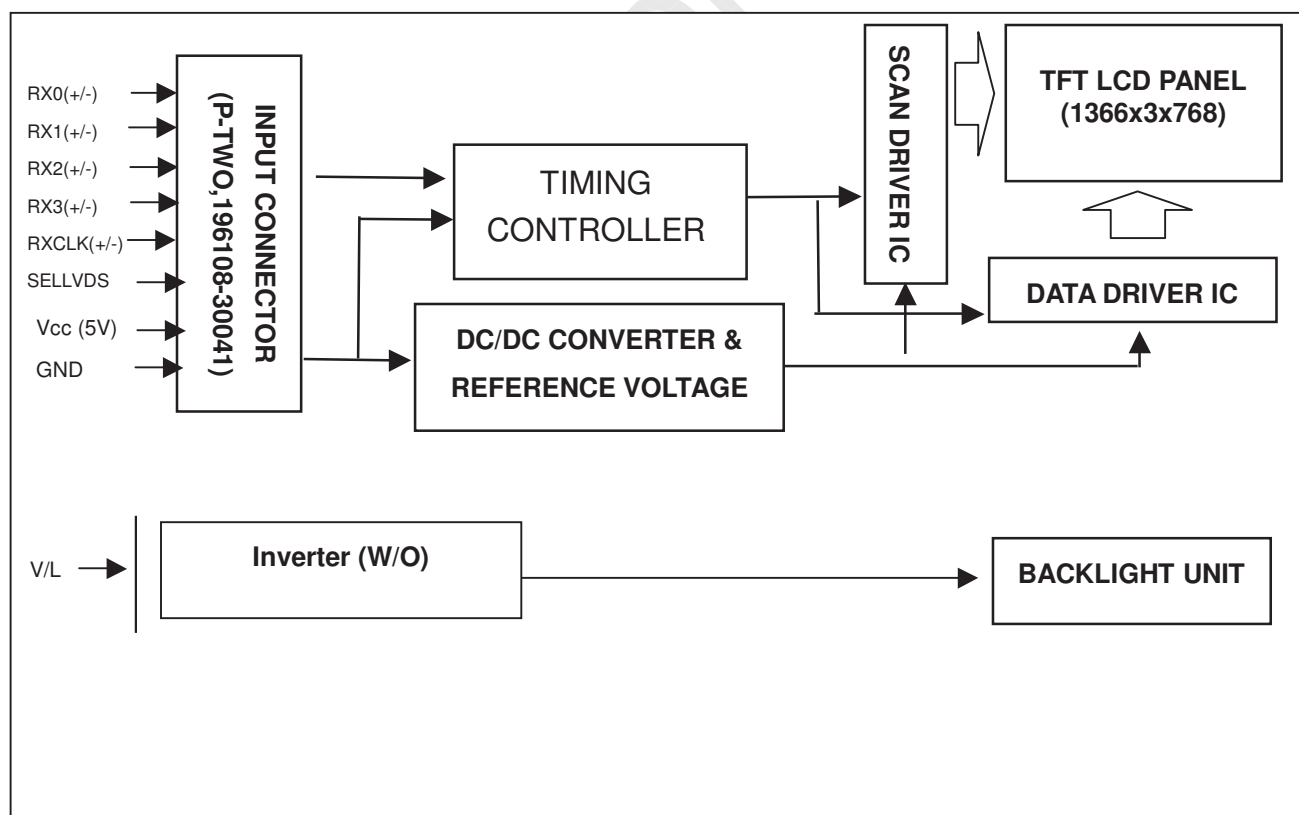 RX0(+/-)
RX1(+/-)
RX2(+/-)
RX3(+/-)
RXCLK(+/-)
SELLVDS
Vcc (5V)
GND
INPUT CONNECTOR
(P-TWO,196108-30041)
TIMING
CONTROLLER
DC/DC CONVERTER &
REFERENCE VOLTAGE
SCAN DRIVER IC
TFT LCD PANEL
(1366x3x768)
DATA DRIVER IC
V/L
Inverter (W/O)
BACKLIGHT UNIT